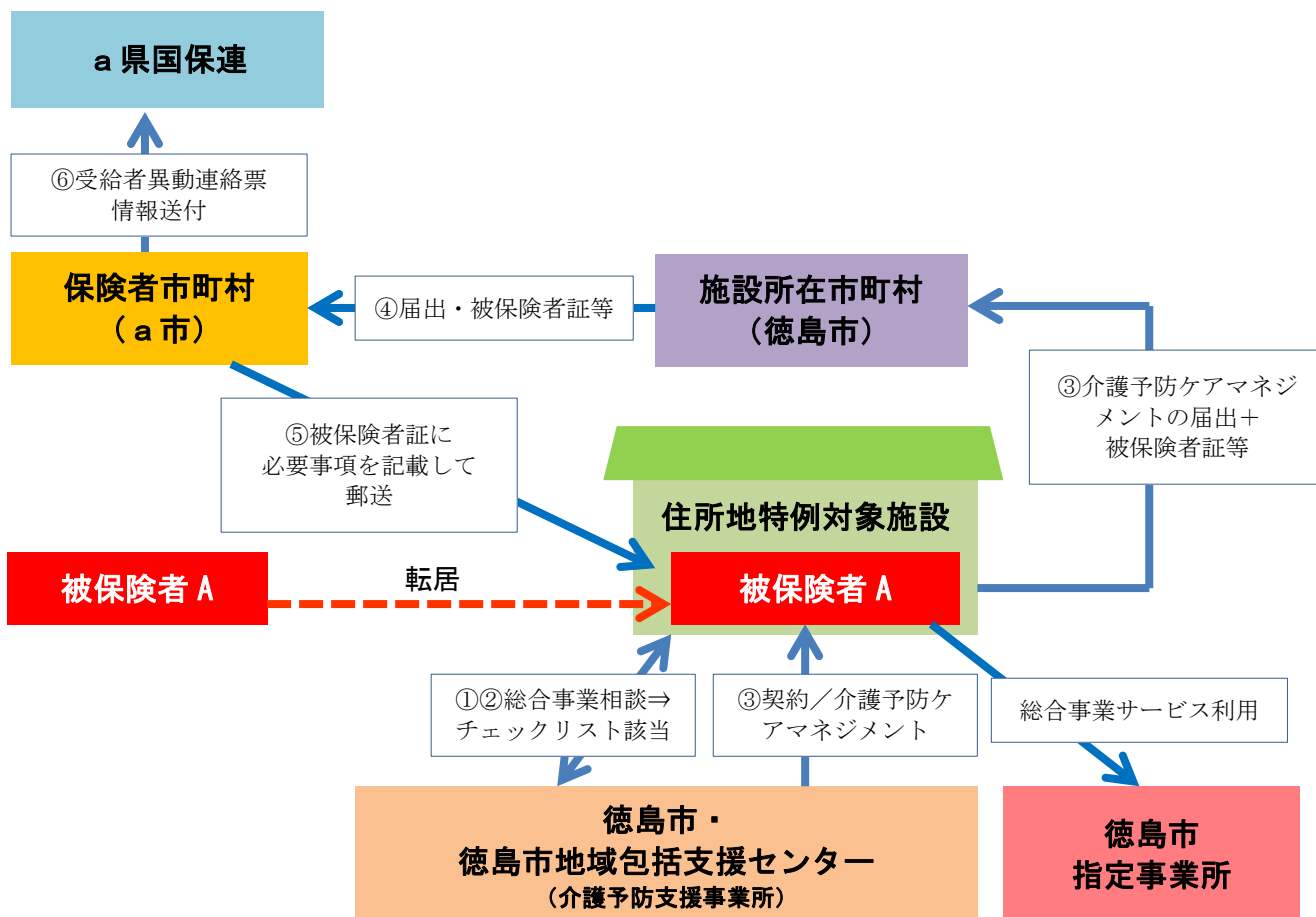 a県国保連
⑥受給者異動連絡票
情報送付
保険者市町村
（a市）
④届出・被保険者証等
施設所在市町村
（徳島市）
③介護予防ケアマネジ
メントの届出＋
被保険者証等
⑤被保険者証に
必要事項を記載して
郵送
住所地特例対象施設
被保険者A
転居
被保険者A
①②総合事業相談⇒
チェックリスト該当
③契約／介護予防ケ
アマネジメント
総合事業サービス利用
徳島市・
徳島市地域包括支援センター
（介護予防支援事業所）
徳島市
指定事業所